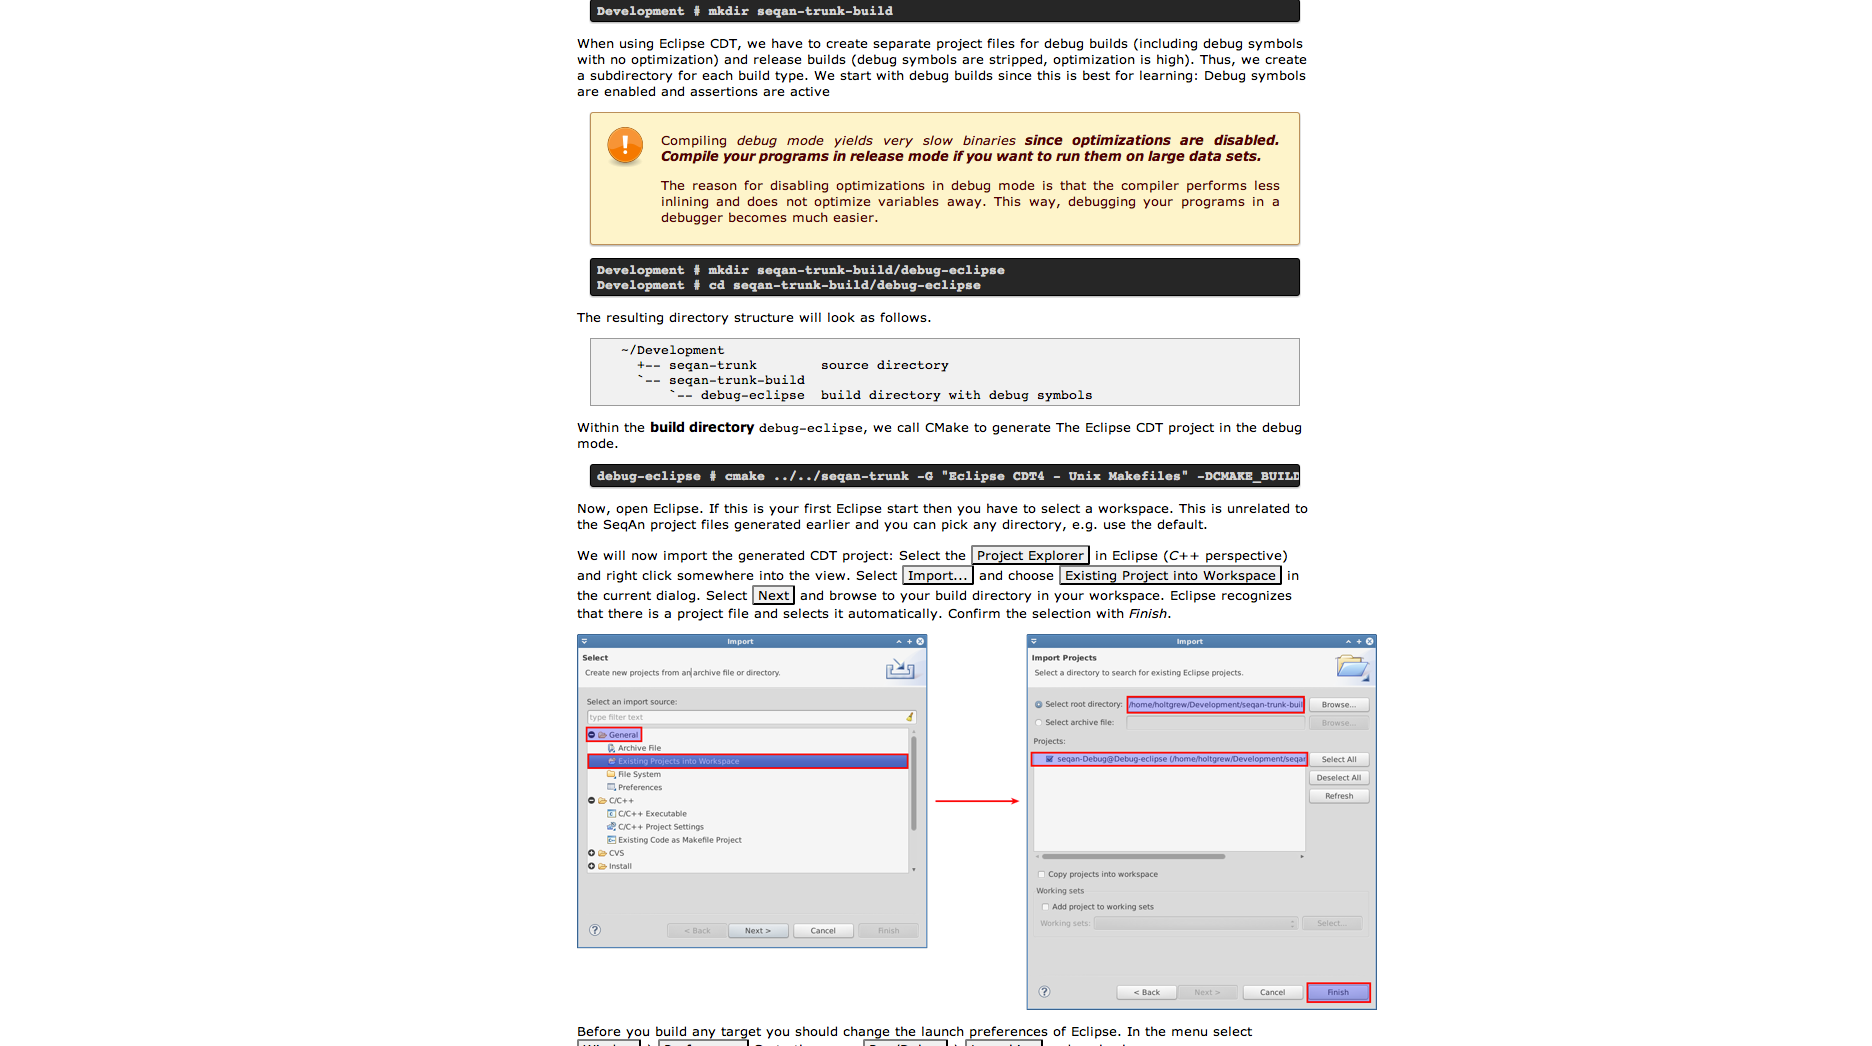 Development # mkdir seqan-trunk-build
When using Eclipse CDT, we have to create separate project files for debug builds (including debug symbols
with no optimization) and release builds (debug symbols are stripped, optimization is high). Thus, we create
a subdirectory for each build type. We start with debug builds since this is best for learning: Debug symbols
are enabled and assertions are active
Compiling debug mode yields very slow binaries since optimizations are disabled.
Compile your programs in release mode if you want to run them on large data sets.
The reason for disabling optimizations in debug mode is that the compiler performs less
inlining and does not optimize variables away. This way, debugging your programs in a
debugger becomes much easier.
Development # mkdir seqan-trunk-build/debug-eclipse
Development # cd seqan-trunk-build/debug-eclipse
The resulting directory structure will look as follows.
~/Development
+-- seqan-trunk source directory
`-- seqan-trunk-build
`-- debug-eclipse build directory with debug symbols
Within the build directory debug-eclipse, we call CMake to generate The Eclipse CDT project in the debug
mode.
debug-eclipse # cmake ../../seqan-trunk -G "Eclipse CDT4 - Unix Makefiles" -DCMAKE_BUILD
Now, open Eclipse. If this is your first Eclipse start then you have to select a workspace. This is unrelated to
the SeqAn project files generated earlier and you can pick any directory, e.g. use the default.
We will now import the generated CDT project: Select the Project Explorer in Eclipse (C++ perspective)
and right click somewhere into the view. Select Import... and choose Existing Project into Workspace in
the current dialog. Select Next and browse to your build directory in your workspace. Eclipse recognizes
that there is a project file and selects it automatically. Confirm the selection with Finish.
Import
Select
Create new projects from an archive file or directory.
Select an import source:
type filter text
General
Archive File
Existing Projects into Workspace
File System
Preferences
C/C++
C/C++ Executable
C/C++ Project Settings
Existing Code as Makefile Project
CVS
Install
< Back Next > Cancel Finish
Import
Import Projects
Select a directory to search for existing Eclipse projects.
Select root directory: /home/holtgrew/Development/seqan-trunk-buil Browse...
Select archive file: Browse...
Projects:
seqan-Debug@Debug-eclipse (/home/holtgrew/Development/seqan Select All
Deselect All
Refresh
Copy projects into workspace
Working sets
Add project to working sets
Working sets: Select...
< Back Next > Cancel Finish
Before you build any target you should change the launch preferences of Eclipse. In the menu select